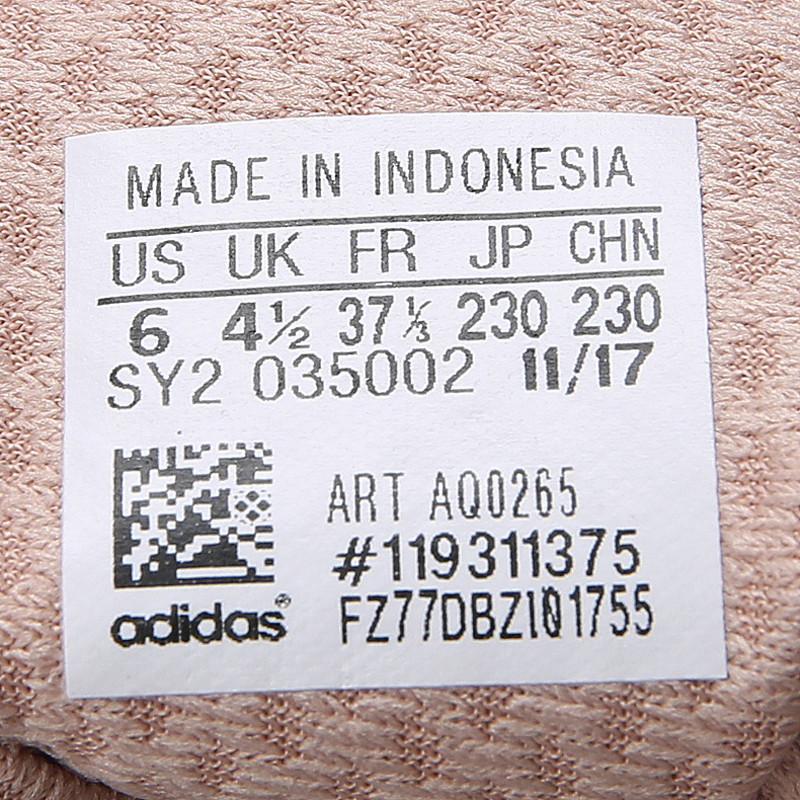 MADE IN INDONESIA
US UK FR JP CHN
6 4½ 37⅓ 230 230
SY2 035002 11/17
ART AQ0265
#119311375
adidas®
FZ77DBZl01755